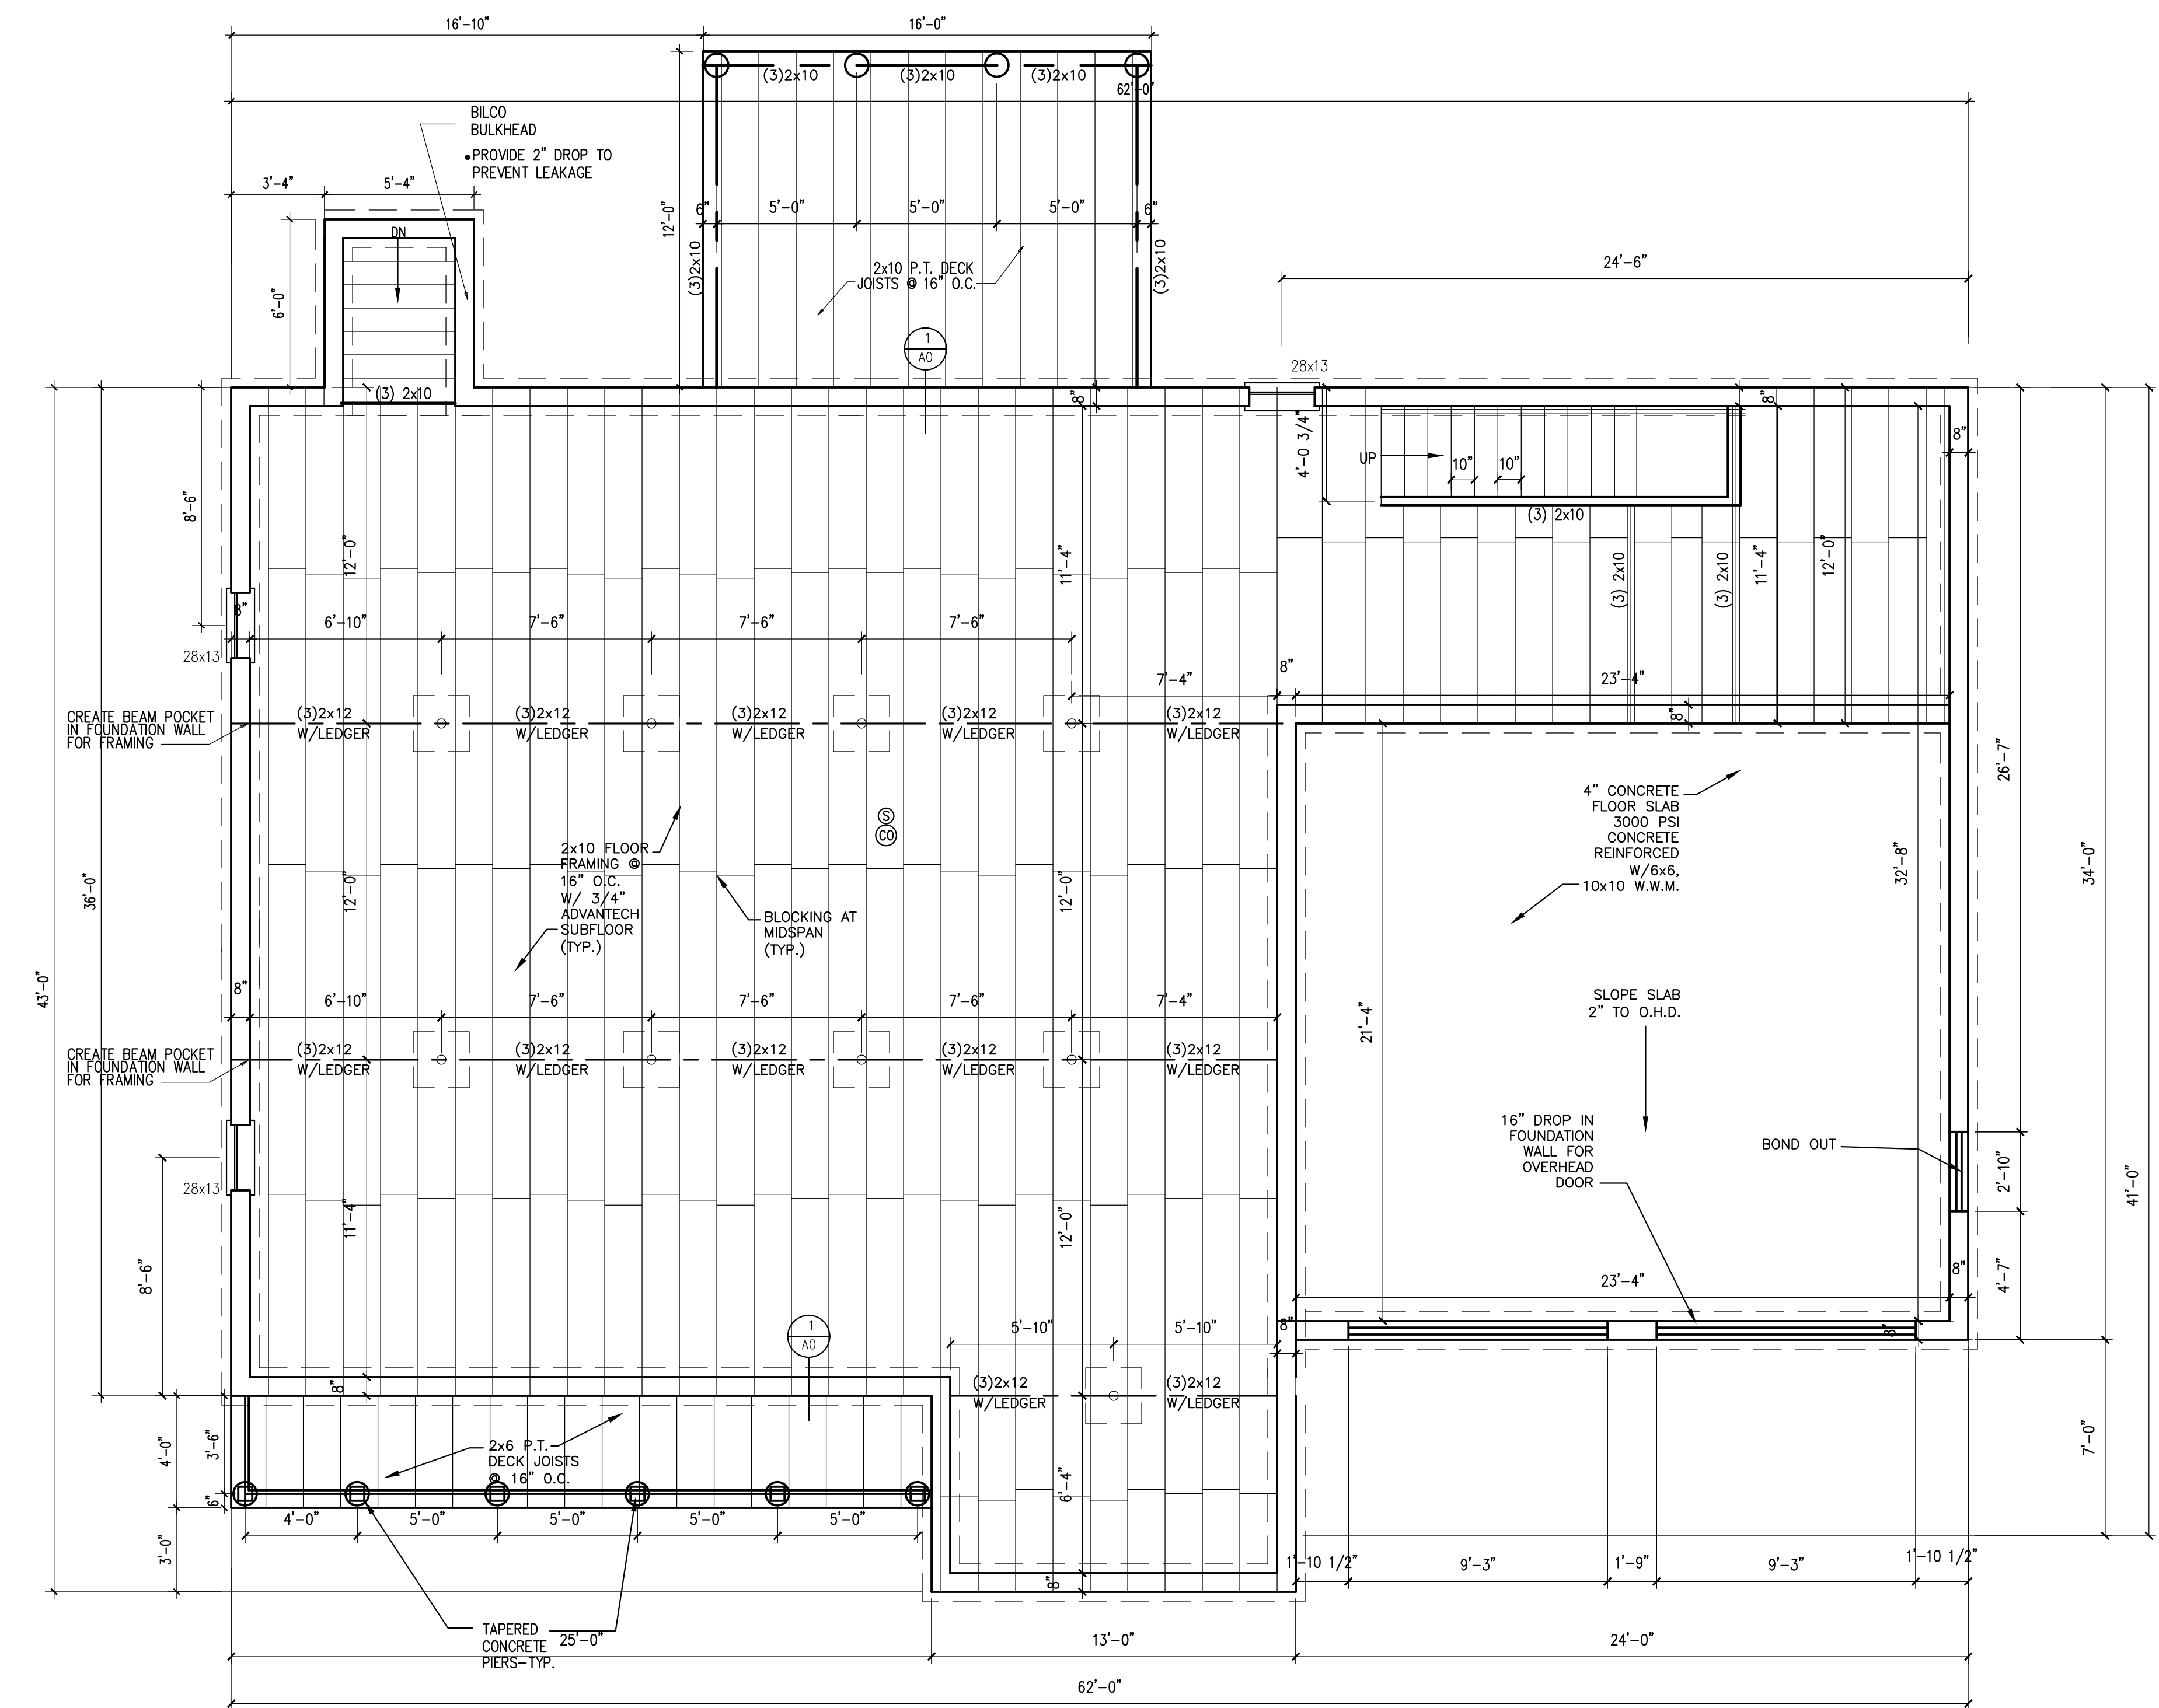 16'-10"
16'-0"
(3)2x10
(3)2x10
(3)2x10
62'-0"
BILCO
BULKHEAD
•PROVIDE 2" DROP TO
PREVENT LEAKAGE
3'-4"
5'-4"
12'-0"
6"
5'-0"
5'-0"
5'-0"
6"
DN
6'-0"
(3)2x10
(3)2x10
2x10 P.T. DECK
JOISTS @ 16" O.C.
24'-6"
1
A0
28x13
(3) 2x10
8"
8"
8"
4'-0 3/4"
UP
10"
10"
(3) 2x10
8'-6"
12'-0"
11'-4"
(3) 2x10
(3) 2x10
11'-4"
12'-0"
8"
6'-10"
7'-6"
7'-6"
7'-6"
28x13
7'-4"
8"
23'-4"
8"
CREATE BEAM POCKET
IN FOUNDATION WALL
FOR FRAMING
(3)2x12
W/LEDGER
(3)2x12
W/LEDGER
(3)2x12
W/LEDGER
(3)2x12
W/LEDGER
(3)2x12
W/LEDGER
26'-7"
4" CONCRETE
FLOOR SLAB
3000 PSI
CONCRETE
REINFORCED
W/6x6,
10x10 W.W.M.
S
CO
2x10 FLOOR
FRAMING @
16" O.C.
W/ 3/4"
ADVANTECH
SUBFLOOR
(TYP.)
BLOCKING AT
MIDSPAN
(TYP.)
36'-0"
12'-0"
12'-0"
32'-8"
34'-0"
41'-0"
43'-0"
8"
6'-10"
7'-6"
7'-6"
7'-6"
7'-4"
21'-4"
SLOPE SLAB
2" TO O.H.D.
CREATE BEAM POCKET
IN FOUNDATION WALL
FOR FRAMING
(3)2x12
W/LEDGER
(3)2x12
W/LEDGER
(3)2x12
W/LEDGER
(3)2x12
W/LEDGER
(3)2x12
W/LEDGER
16" DROP IN
FOUNDATION
WALL FOR
OVERHEAD
DOOR
BOND OUT
2'-10"
28x13
11'-4"
12'-0"
8'-6"
23'-4"
8"
4'-7"
1
A0
5'-10"
5'-10"
8"
8"
8"
(3)2x12
W/LEDGER
(3)2x12
W/LEDGER
4'-0"
3'-6"
6"
2x6 P.T.
DECK JOISTS
@ 16" O.C.
6'-4"
7'-0"
4'-0"
5'-0"
5'-0"
5'-0"
5'-0"
3'-0"
8"
1'-10 1/2"
9'-3"
1'-9"
9'-3"
1'-10 1/2"
TAPERED
CONCRETE
PIERS-TYP.
25'-0"
13'-0"
24'-0"
62'-0"